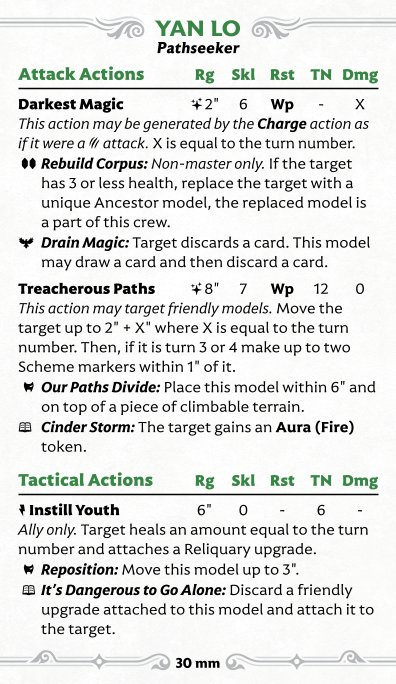 YAN LO
Pathseeker
Attack Actions Rg Skl Rst TN Dmg
Darkest Magic 2" 6 Wp - X
This action may be generated by the Charge action as
if it were a attack. X is equal to the turn number.
Rebuild Corpus: Non-master only. If the target
has 3 or less health, replace the target with a
unique Ancestor model, the replaced model is
a part of this crew.
Drain Magic: Target discards a card. This model
may draw a card and then discard a card.
Treacherous Paths 8" 7 Wp 12 0
This action may target friendly models. Move the
target up to 2" + X" where X is equal to the turn
number. Then, if it is turn 3 or 4 make up to two
Scheme markers within 1" of it.
Our Paths Divide: Place this model within 6" and
on top of a piece of climbable terrain.
Cinder Storm: The target gains an Aura (Fire)
token.
Tactical Actions Rg Skl Rst TN Dmg
Instill Youth 6" 0 - 6 -
Ally only. Target heals an amount equal to the turn
number and attaches a Reliquary upgrade.
Reposition: Move this model up to 3".
It's Dangerous to Go Alone: Discard a friendly
upgrade attached to this model and attach it to
the target.
30 mm